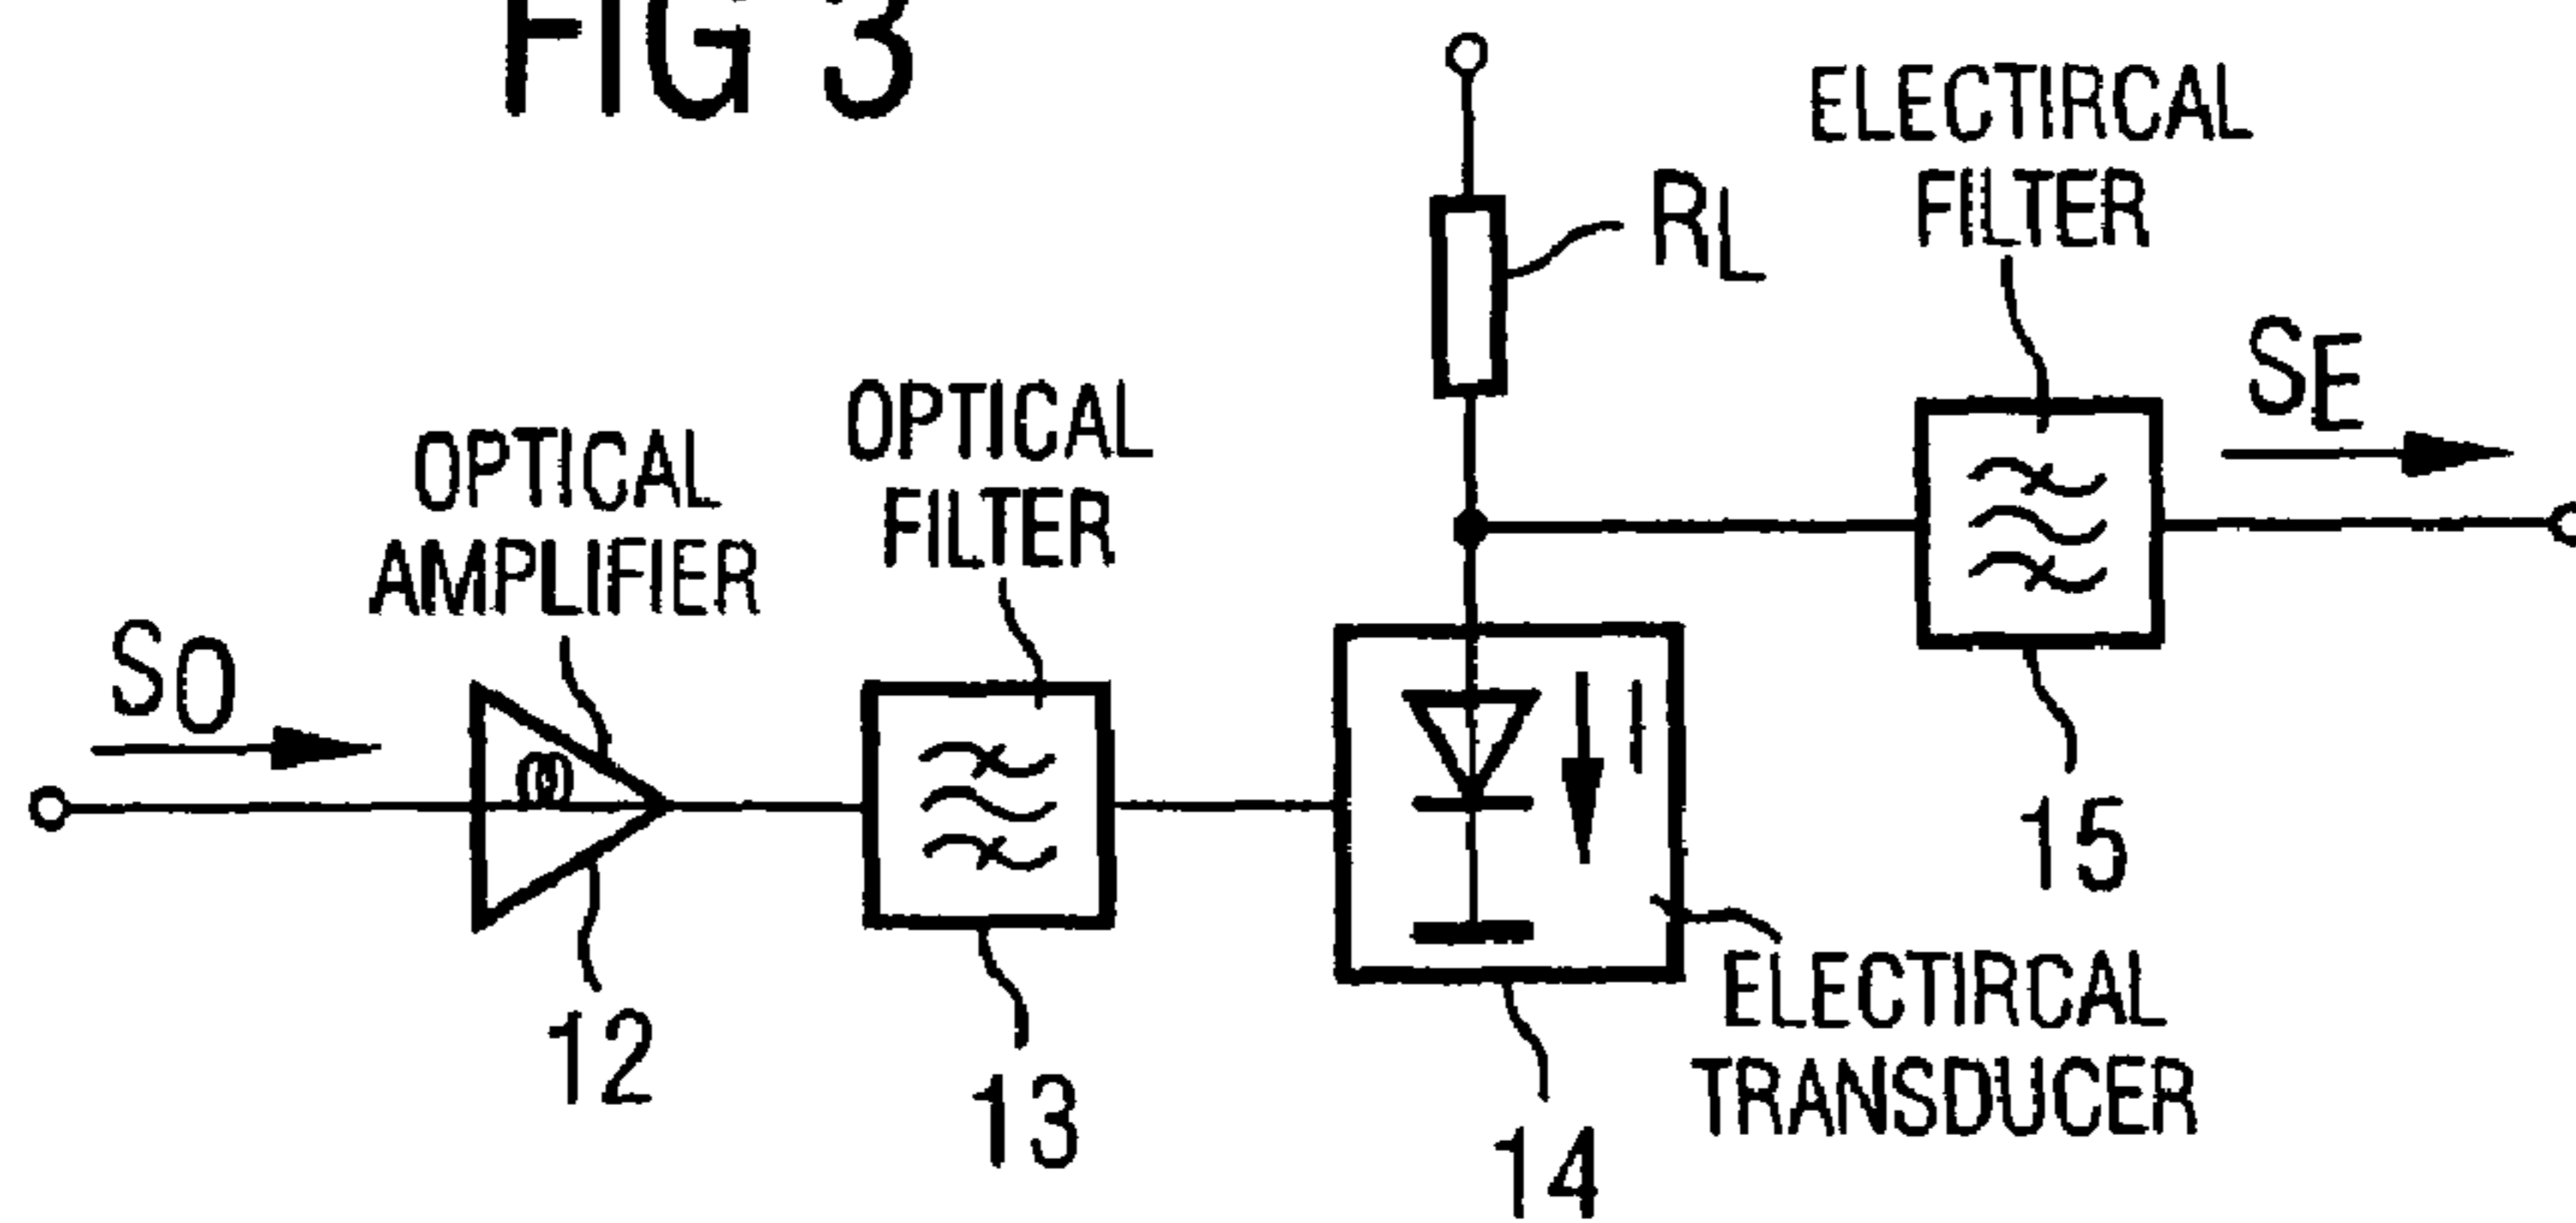 FIG 3
ELECTIRCAL
FILTER
RL
SE
OPTICAL
FILTER
OPTICAL
AMPLIFIER
SO
I
15
ELECTIRCAL
TRANSDUCER
12
13
14